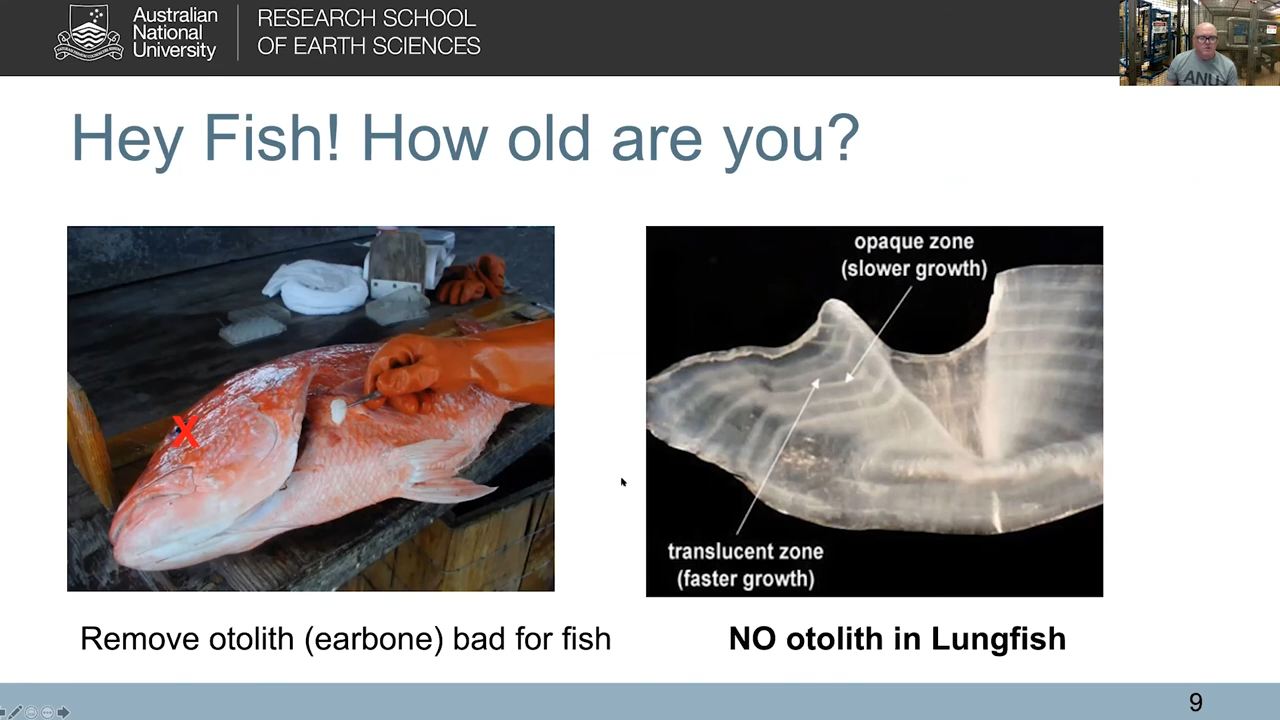 Australian
National
University
RESEARCH SCHOOL
OF EARTH SCIENCES
ANU
Hey Fish! How old are you?
X
opaque zone
(slower growth)
translucent zone
(faster growth)
Remove otolith (earbone) bad for fish
NO otolith in Lungfish
9